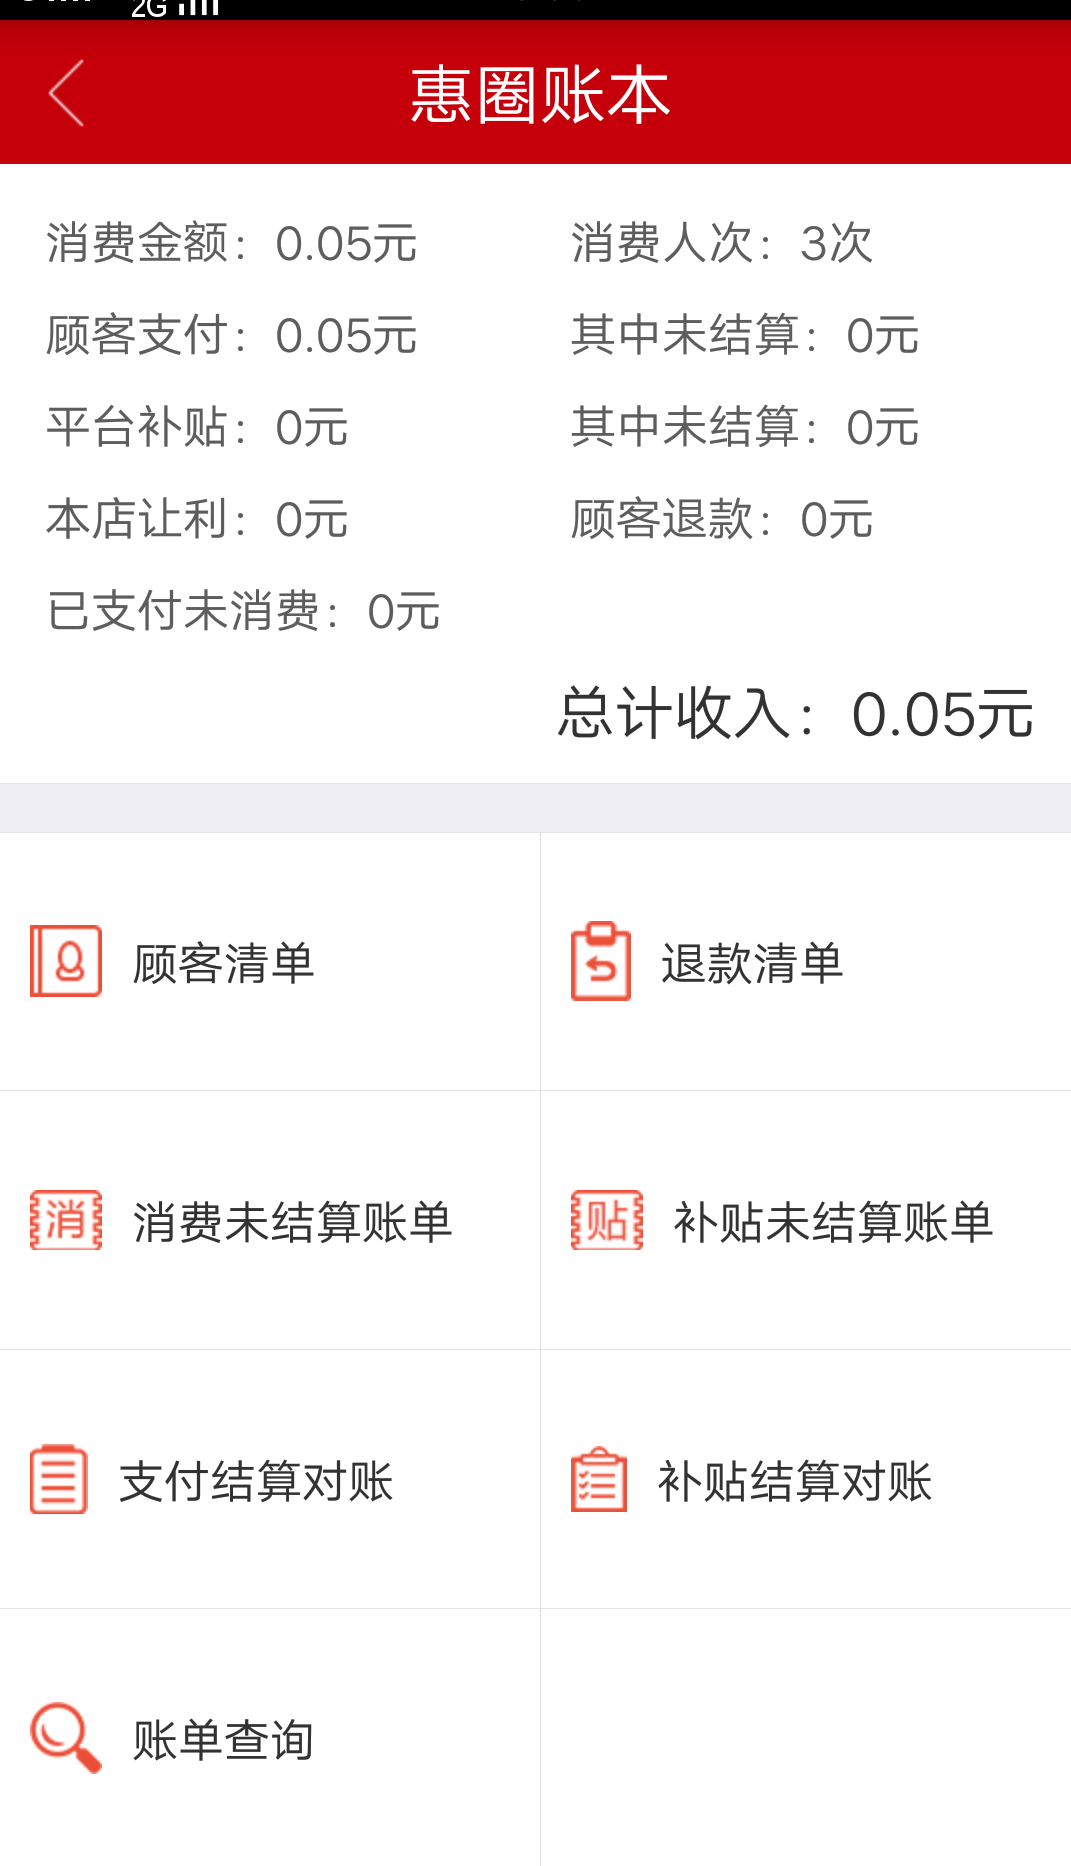 2G
惠圈账本
消费金额：0.05元 消费人次：3次
顾客支付：0.05元 其中未结算：0元
平台补贴：0元 其中未结算：0元
本店让利：0元 顾客退款：0元
已支付未消费：0元
总计收入：0.05元
顾客清单 退款清单
消 消费未结算账单 贴 补贴未结算账单
支付结算对账 补贴结算对账
账单查询